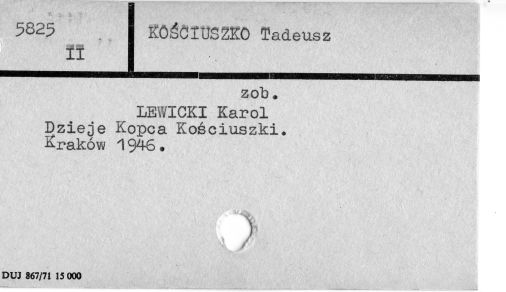 5825
II
KOŚCIUSZKO Tadeusz
zob.
LEWICKI Karol
Dzieje Kopca Kościuszki.
Kraków 1946.
DUJ 867/71 15 000